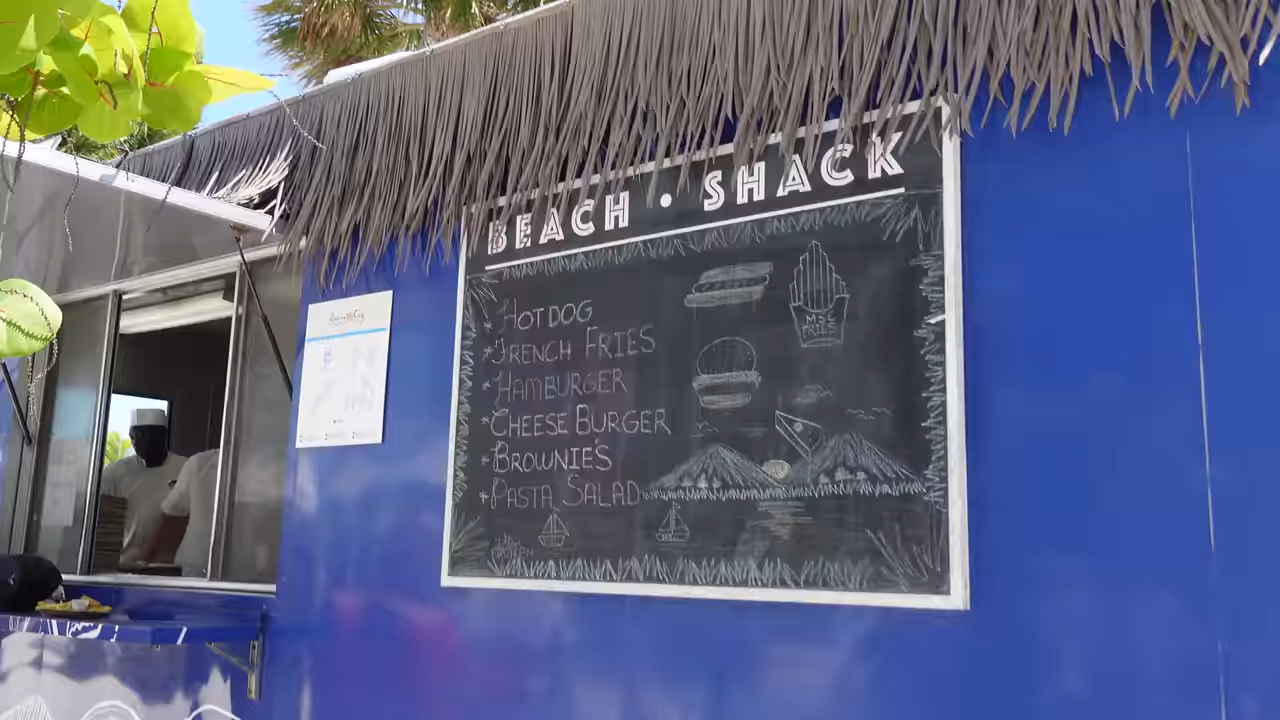 BEACH • SHACK
*HOT DOG
*FRENCH FRIES
*HAMBURGER
*CHEESE BURGER
*BROWNIE'S
*PASTA SALAD
MSC
FRIES